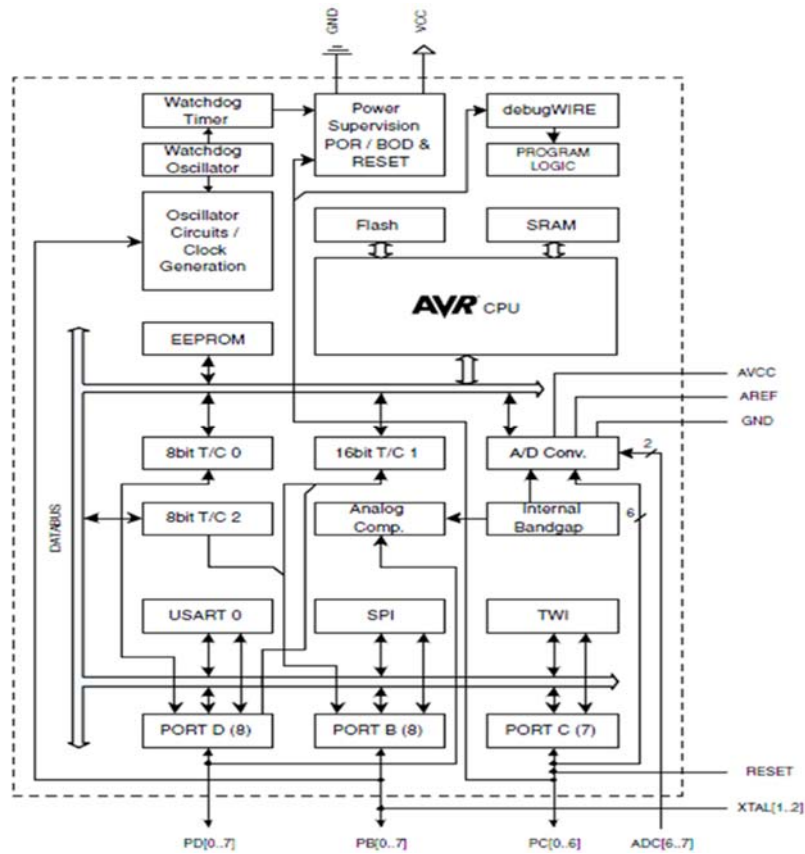 GND
VCC
Watchdog
Timer
Power
Supervision
POR / BOD &
RESET
debugWIRE
Watchdog
Oscillator
PROGRAM
LOGIC
Oscillator
Circuits /
Clock
Generation
Flash
SRAM
AVR CPU
EEPROM
AVCC
AREF
GND
8bit T/C 0
16bit T/C 1
A/D Conv.
2
DATABUS
8bit T/C 2
Analog
Comp.
Internal
Bandgap
6
USART 0
SPI
TWI
PORT D (8)
PORT B (8)
PORT C (7)
RESET
XTAL[1..2]
PD[0..7]
PB[0..7]
PC[0..6]
ADC[6..7]